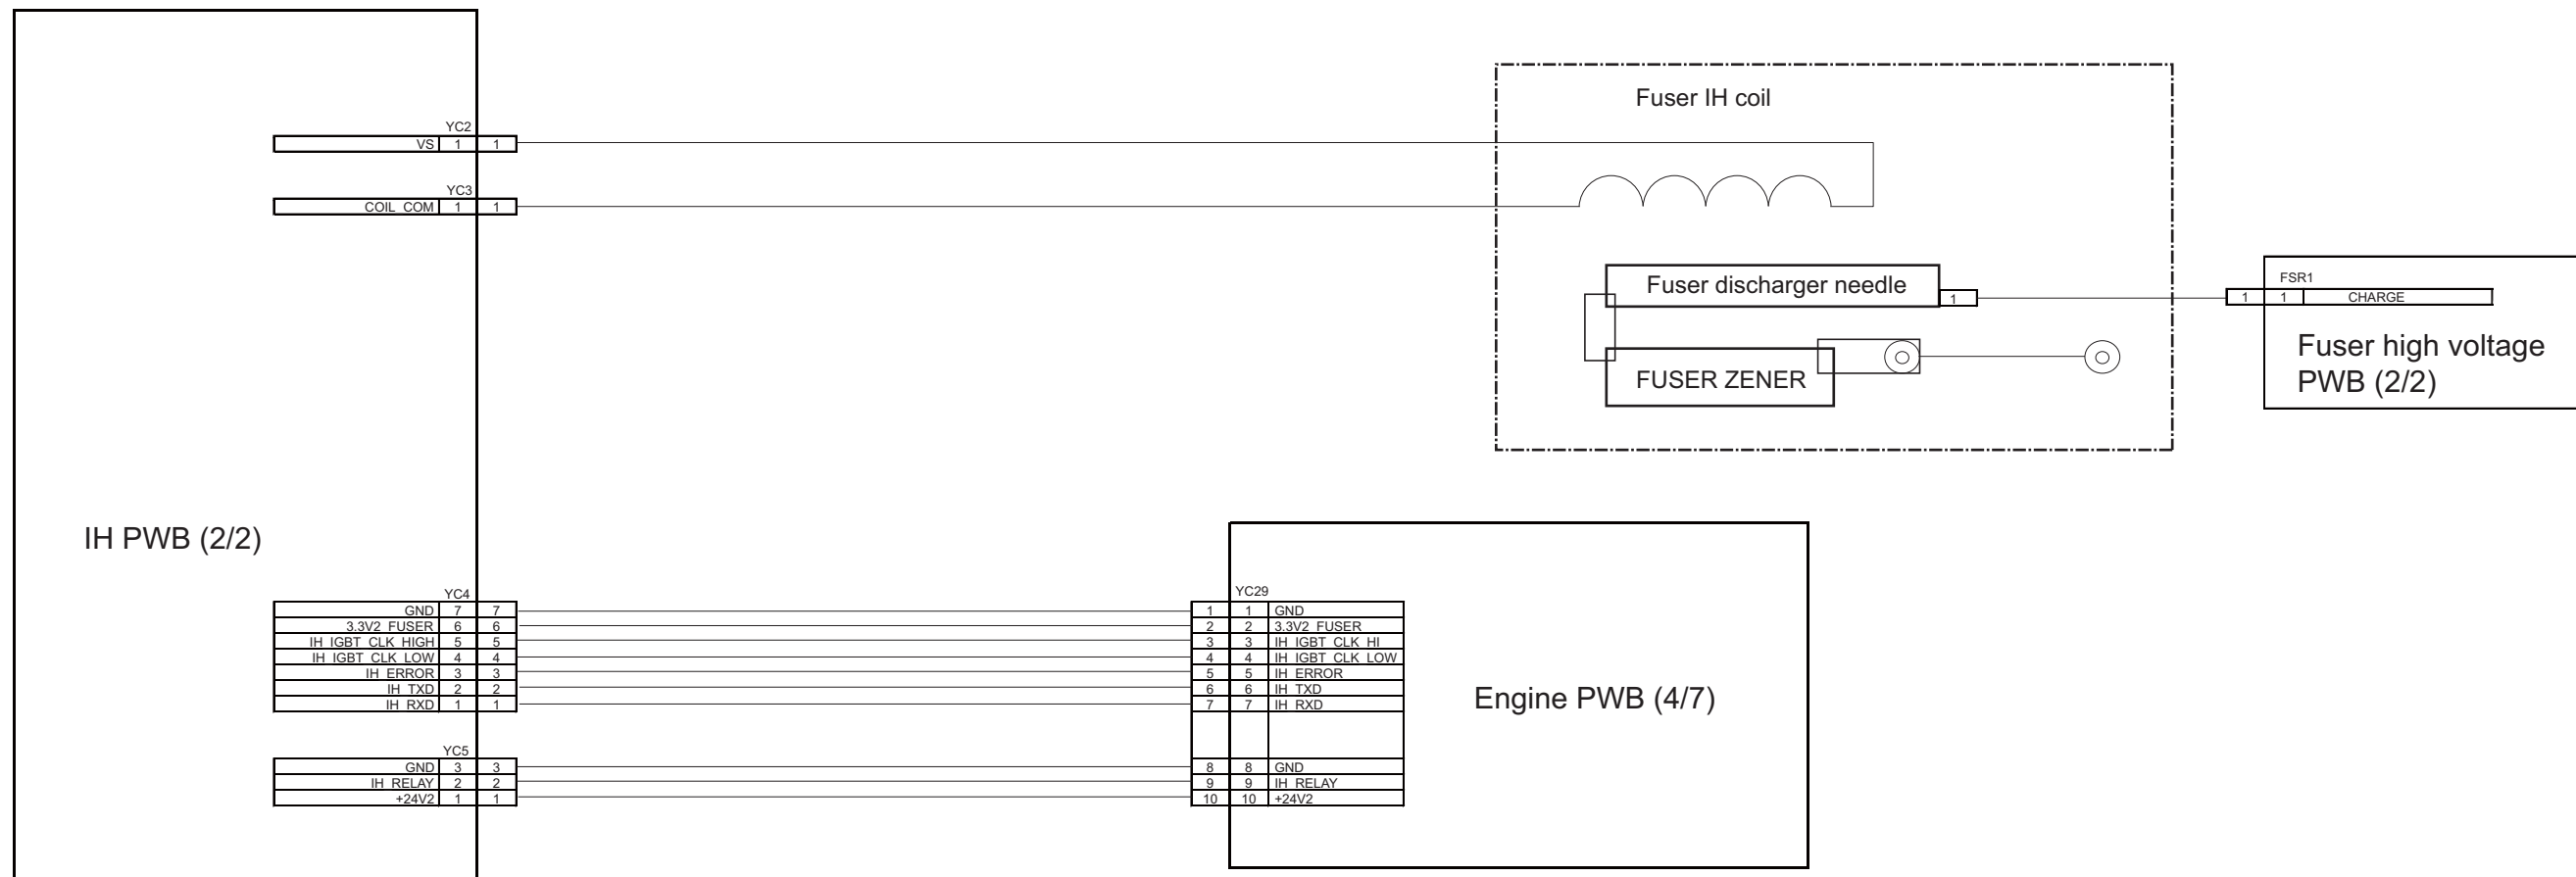 Fuser IH coil
YC2
VS 1 1
YC3
COIL_COM 1 1
Fuser discharger needle 1
FSR1
1 1 CHARGE
Fuser high voltage
PWB (2/2)
FUSER ZENER
IH PWB (2/2)
YC4
GND 7 7
3.3V2_FUSER 6 6
IH_IGBT_CLK_HIGH 5 5
IH_IGBT_CLK_LOW 4 4
IH_ERROR 3 3
IH_TXD 2 2
IH_RXD 1 1
YC5
GND 3 3
IH_RELAY 2 2
+24V2 1 1
YC29
1 1 GND
2 2 3.3V2_FUSER
3 3 IH_IGBT_CLK_HI
4 4 IH_IGBT_CLK_LOW
5 5 IH_ERROR
6 6 IH_TXD
7 7 IH_RXD
8 8 GND
9 9 IH_RELAY
10 10 +24V2
Engine PWB (4/7)